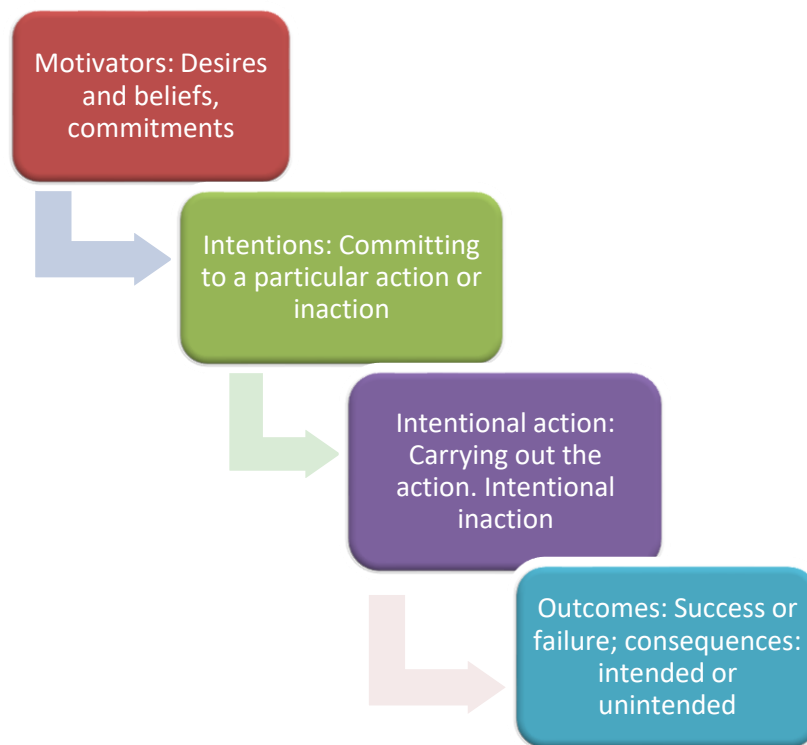 Motivators: Desires
and beliefs,
commitments
Intentions: Committing
to a particular action or
inaction
Intentional action:
Carrying out the
action. Intentional
inaction
Outcomes: Success or
failure; consequences:
intended or
unintended